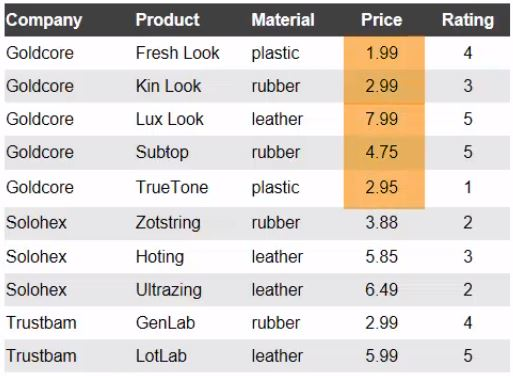 Company Product Material Price Rating
Goldcore Fresh Look plastic 1.99 4
Goldcore Kin Look rubber 2.99 3
Goldcore Lux Look leather 7.99 5
Goldcore Subtop rubber 4.75 5
Goldcore TrueTone plastic 2.95 1
Solohex Zotstring rubber 3.88 2
Solohex Hoting leather 5.85 3
Solohex Ultrazing leather 6.49 2
Trustbam GenLab rubber 2.99 4
Trustbam LotLab leather 5.99 5